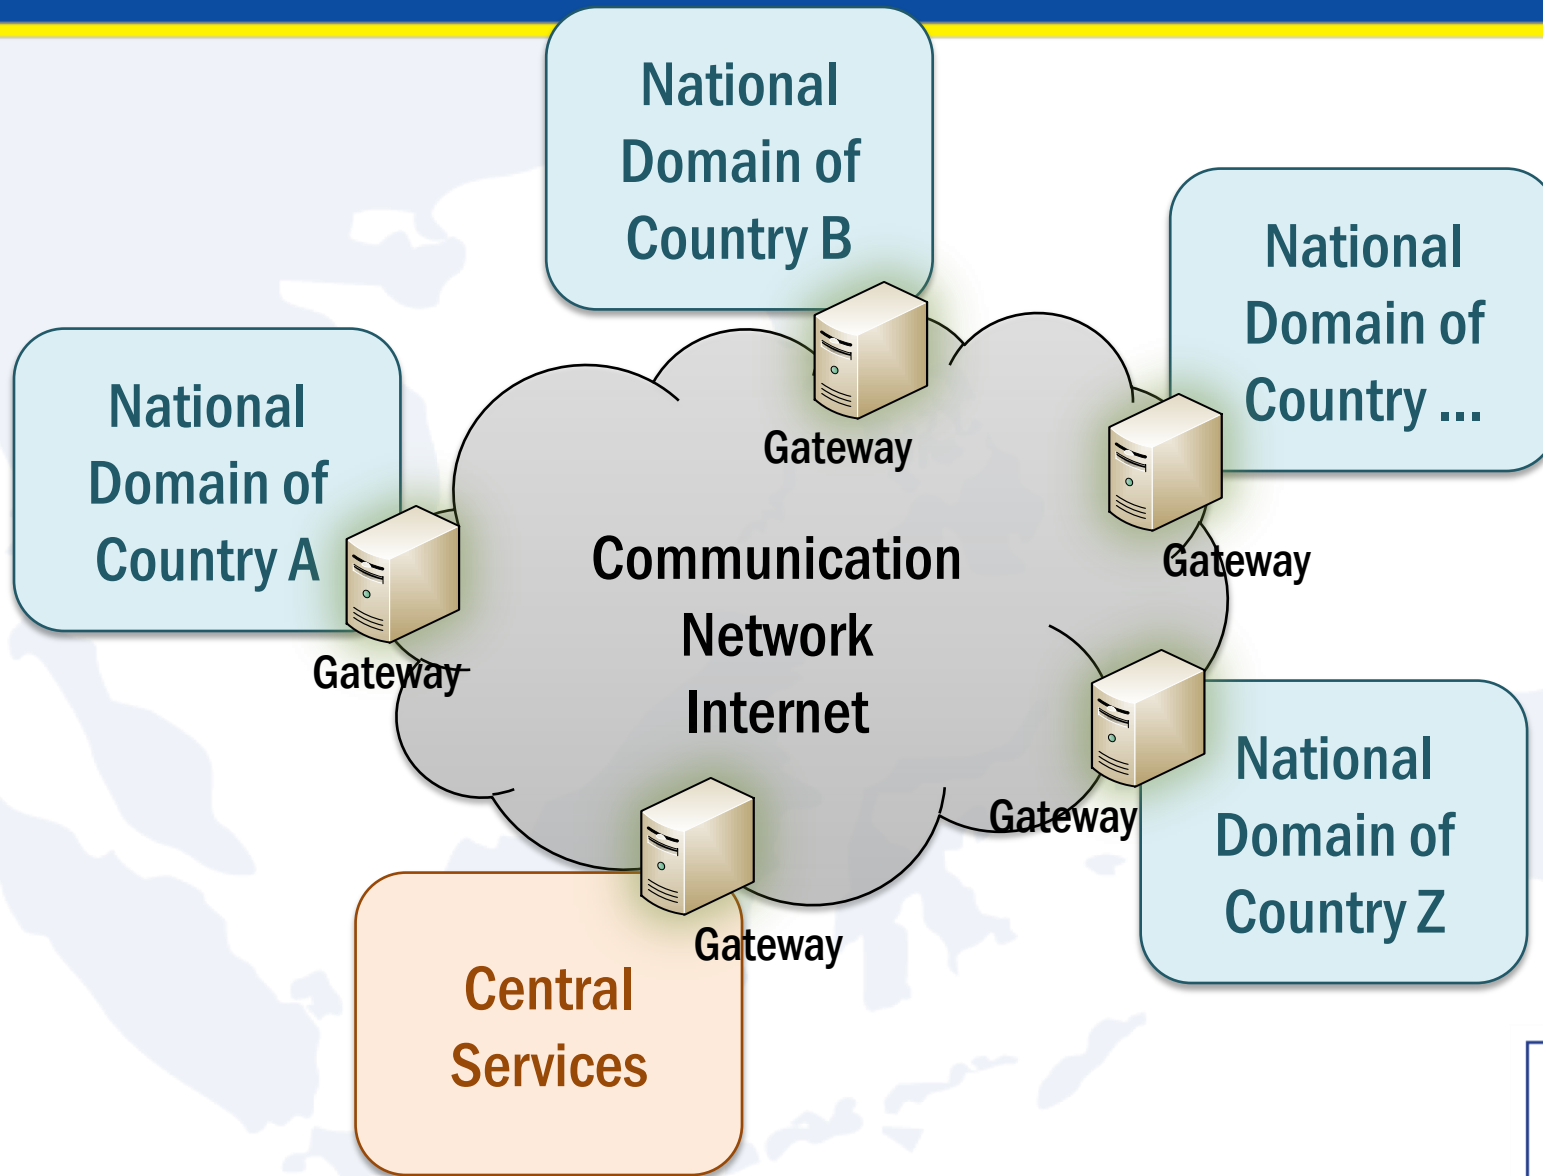 National
Domain of
Country B
National
Domain of
Country ...
National
Domain of
Country A
Gateway
Gateway
Gateway
Communication
Network
Internet
Gateway
National
Domain of
Country Z
Gateway
Central
Services